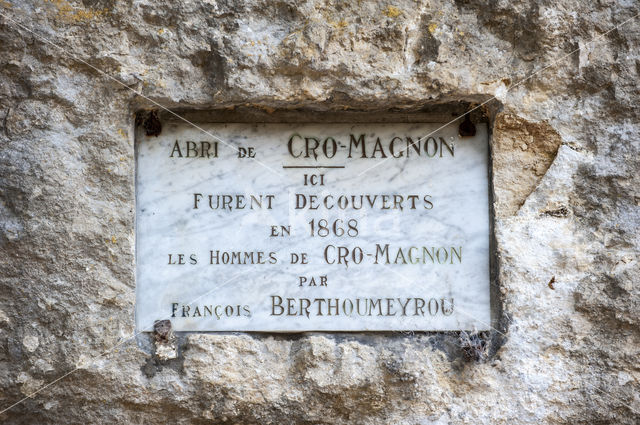 ABRI DE CRO-MAGNON
ICI
FURENT DECOUVERTS
EN 1868
LES HOMMES DE CRO-MAGNON
PAR
FRANÇOIS BERTHOUMEYROU